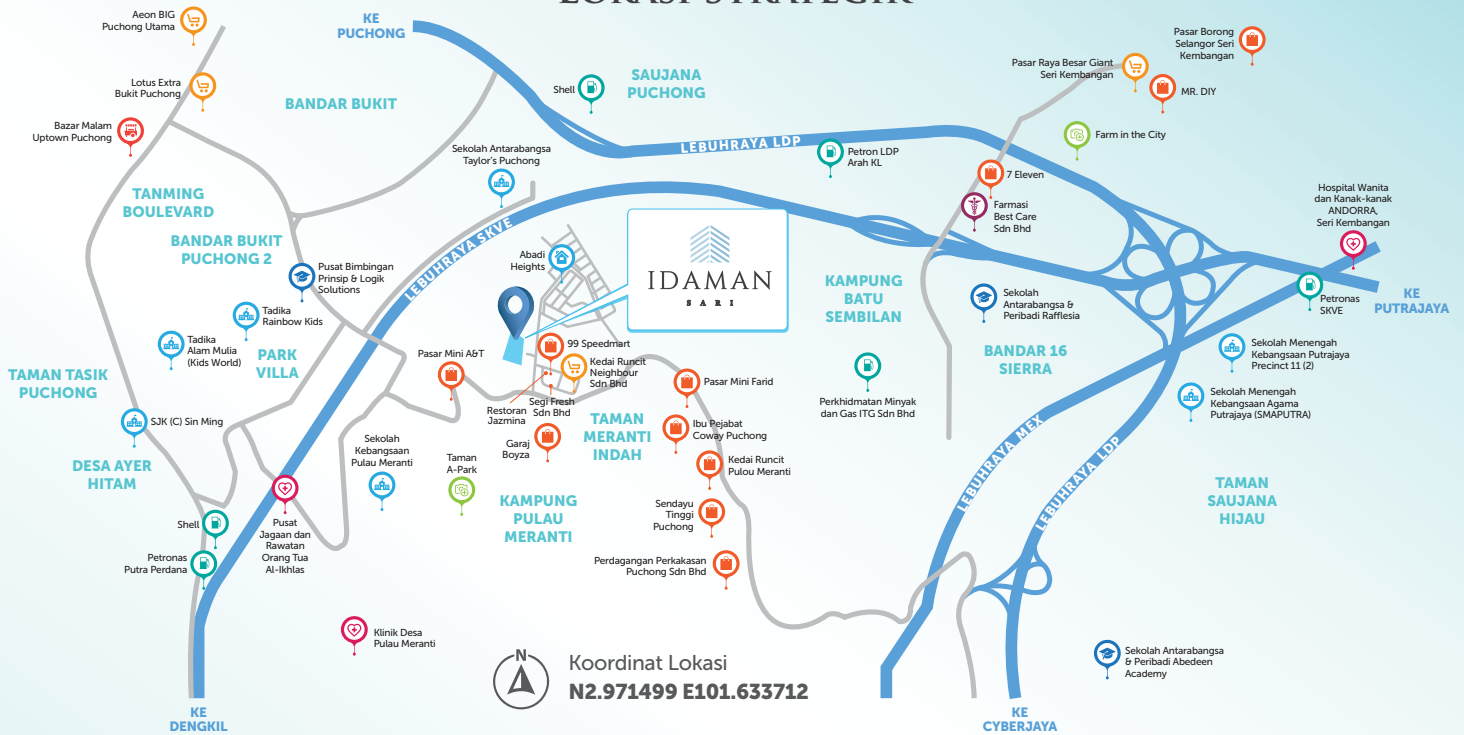 LOKASI STRATEGIK
Aeon BIG
Puchong Utama
KE
PUCHONG
Lotus Extra
Bukit Puchong
BANDAR BUKIT
Shell
SAUJANA
PUCHONG
Pasar Borong
Selangor Seri
Kembangan
Pasar Raya Besar Giant
Seri Kembangan
MR. DIY
Bazar Malam
Uptown Puchong
Farm in the City
LEBUHRAYA LDP
Petron LDP
Arah KL
Sekolah Antarabangsa
Taylor's Puchong
7 Eleven
TANMING
BOULEVARD
Farmasi
Best Care
Sdn Bhd
Hospital Wanita
dan Kanak-kanak
ANDORRA,
Seri Kembangan
LEBUHRAYA SKVE
BANDAR BUKIT
PUCHONG 2
Abadi
Heights
IDAMAN
SARI
Pusat Bimbingan
Prinsip & Logik
Solutions
KAMPUNG
BATU
SEMBILAN
Sekolah
Antarabangsa &
Peribadi Rafflesia
Petronas
SKVE
KE
PUTRAJAYA
Tadika
Rainbow Kids
Tadika
Alam Mulia
(Kids World)
PARK
VILLA
Pasar Mini A&T
99 Speedmart
Kedai Runcit
Neighbour
Sdn Bhd
BANDAR 16
SIERRA
Sekolah Menengah
Kebangsaan Putrajaya
Precinct 11 (2)
TAMAN TASIK
PUCHONG
Pasar Mini Farid
Perkhidmatan Minyak
dan Gas ITG Sdn Bhd
Sekolah Menengah
Kebangsaan Agama
Putrajaya (SMAPUTRA)
Restoran
Jazmina
Segi Fresh
Sdn Bhd
SJK (C) Sin Ming
TAMAN
MERANTI
INDAH
Ibu Pejabat
Coway Puchong
Garaj
Boyza
Sekolah
Kebangsaan
Pulau Meranti
Taman
A-Park
Kedai Runcit
Pulou Meranti
DESA AYER
HITAM
LEBUHRAYA MEX
LEBUHRAYA LDP
KAMPUNG
PULAU
MERANTI
Sendayu
Tinggi
Puchong
TAMAN
SAUJANA
HIJAU
Shell
Pusat
Jagaan dan
Rawatan
Orang Tua
Al-Ikhlas
Petronas
Putra Perdana
Perdagangan Perkakasan
Puchong Sdn Bhd
Klinik Desa
Pulau Meranti
N
Koordinat Lokasi
N2.971499 E101.633712
Sekolah Antarabangsa
& Peribadi Abedeen
Academy
KE
DENGKIL
KE
CYBERJAYA